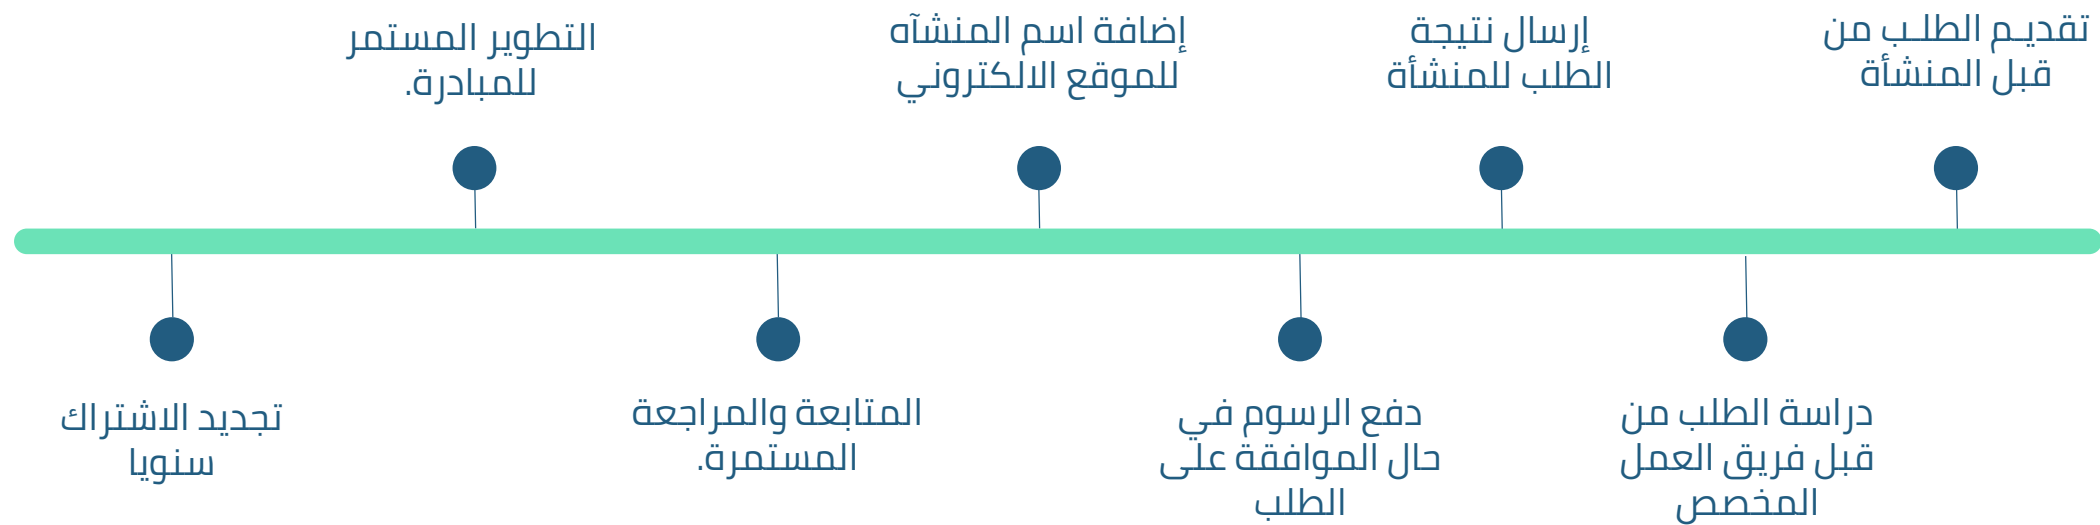 تقديم الطلب من
قبل المنشأة
دراسة الطلب من
قبل فريق العمل
المخصص
إرسال نتيجة
الطلب للمنشأة
دفع الرسوم في
حال الموافقة على
الطلب
إضافة اسم المنشآه
للموقع الالكتروني
المتابعة والمراجعة
المستمرة.
التطوير المستمر
للمبادرة.
تجديد الاشتراك
سنويا